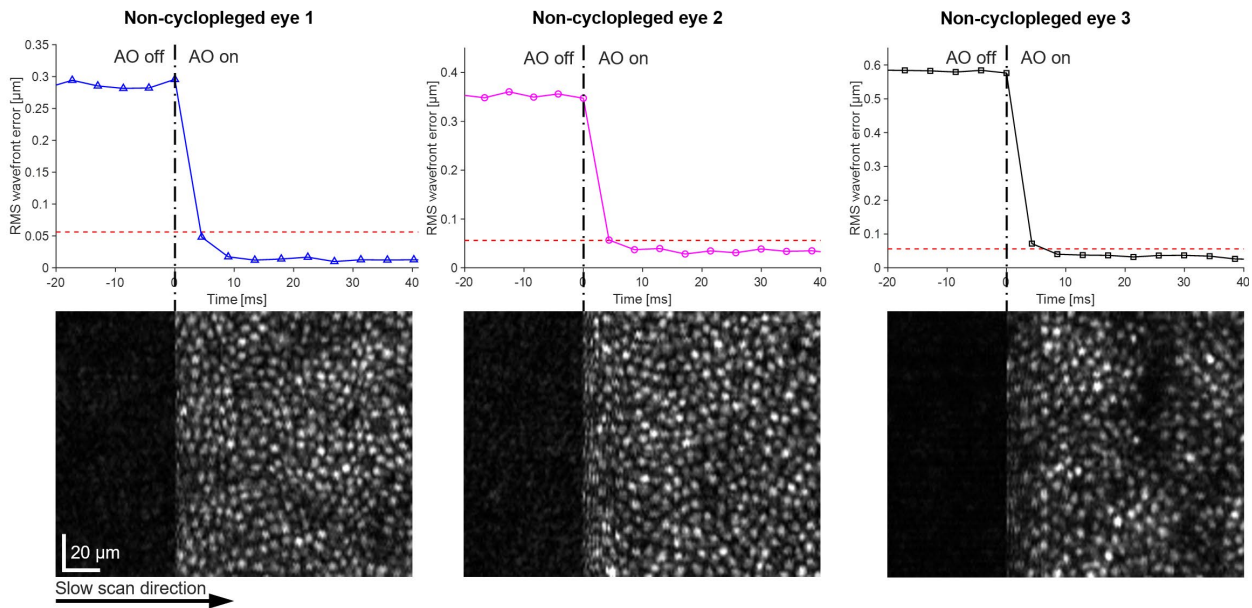 Non-cyclopleged eye 1
AO off AO on
RMS wavefront error [µm]
0.35
0.3
0.25
0.2
0.15
0.1
0.05
0
-20 -10 0 10 20 30 40
Time [ms]
Non-cyclopleged eye 2
AO off AO on
RMS wavefront error [µm]
0.4
0.3
0.2
0.1
0
-20 -10 0 10 20 30 40
Time [ms]
Non-cyclopleged eye 3
AO off AO on
RMS wavefront error [µm]
0.6
0.5
0.4
0.3
0.2
0.1
0
-20 -10 0 10 20 30 40
Time [ms]
20 µm
Slow scan direction